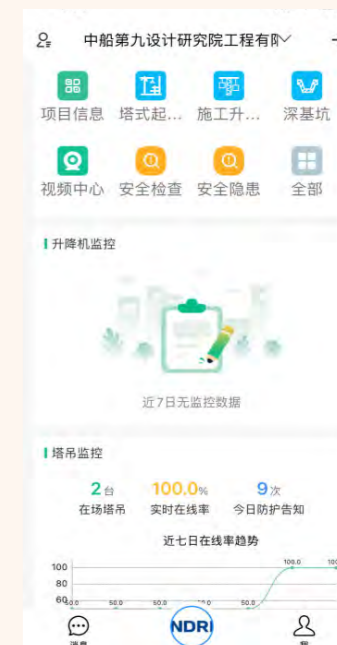 中船第九设计研究院工程有限
项目信息 塔式起... 施工升... 深基坑
视频中心 安全检查 安全隐患 全部
升降机监控
近7日无监控数据
塔吊监控
2台 100.0% 9次
在场塔吊 实时在线率 今日防护告知
近七日在线率趋势
100.0 100
100
80
60
50.0 50.0 50.0 50.0 50.0
消息 NDRI 我